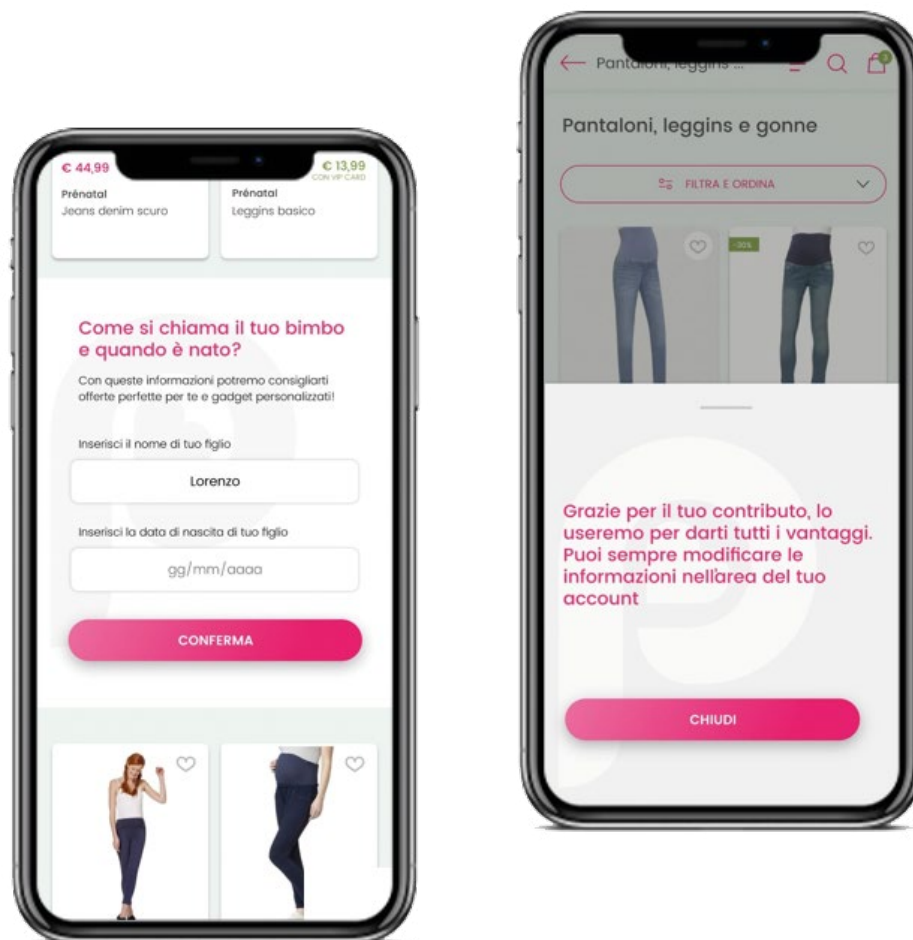 € 44,99
€ 13,99
CON VIP CARD
Prénatal
Jeans denim scuro
Prénatal
Leggins basico
Come si chiama il tuo bimbo
e quando è nato?
Con queste informazioni potremo consigliarti
offerte perfette per te e gadget personalizzati!
Inserisci il nome di tuo figlio
Lorenzo
Inserisci la data di nascita di tuo figlio
gg/mm/aaaa
CONFERMA
Pantaloni, leggins ...
3
Pantaloni, leggins e gonne
FILTRA E ORDINA
-30%
Grazie per il tuo contributo, lo
useremo per darti tutti i vantaggi.
Puoi sempre modificare le
informazioni nell'area del tuo
account
CHIUDI